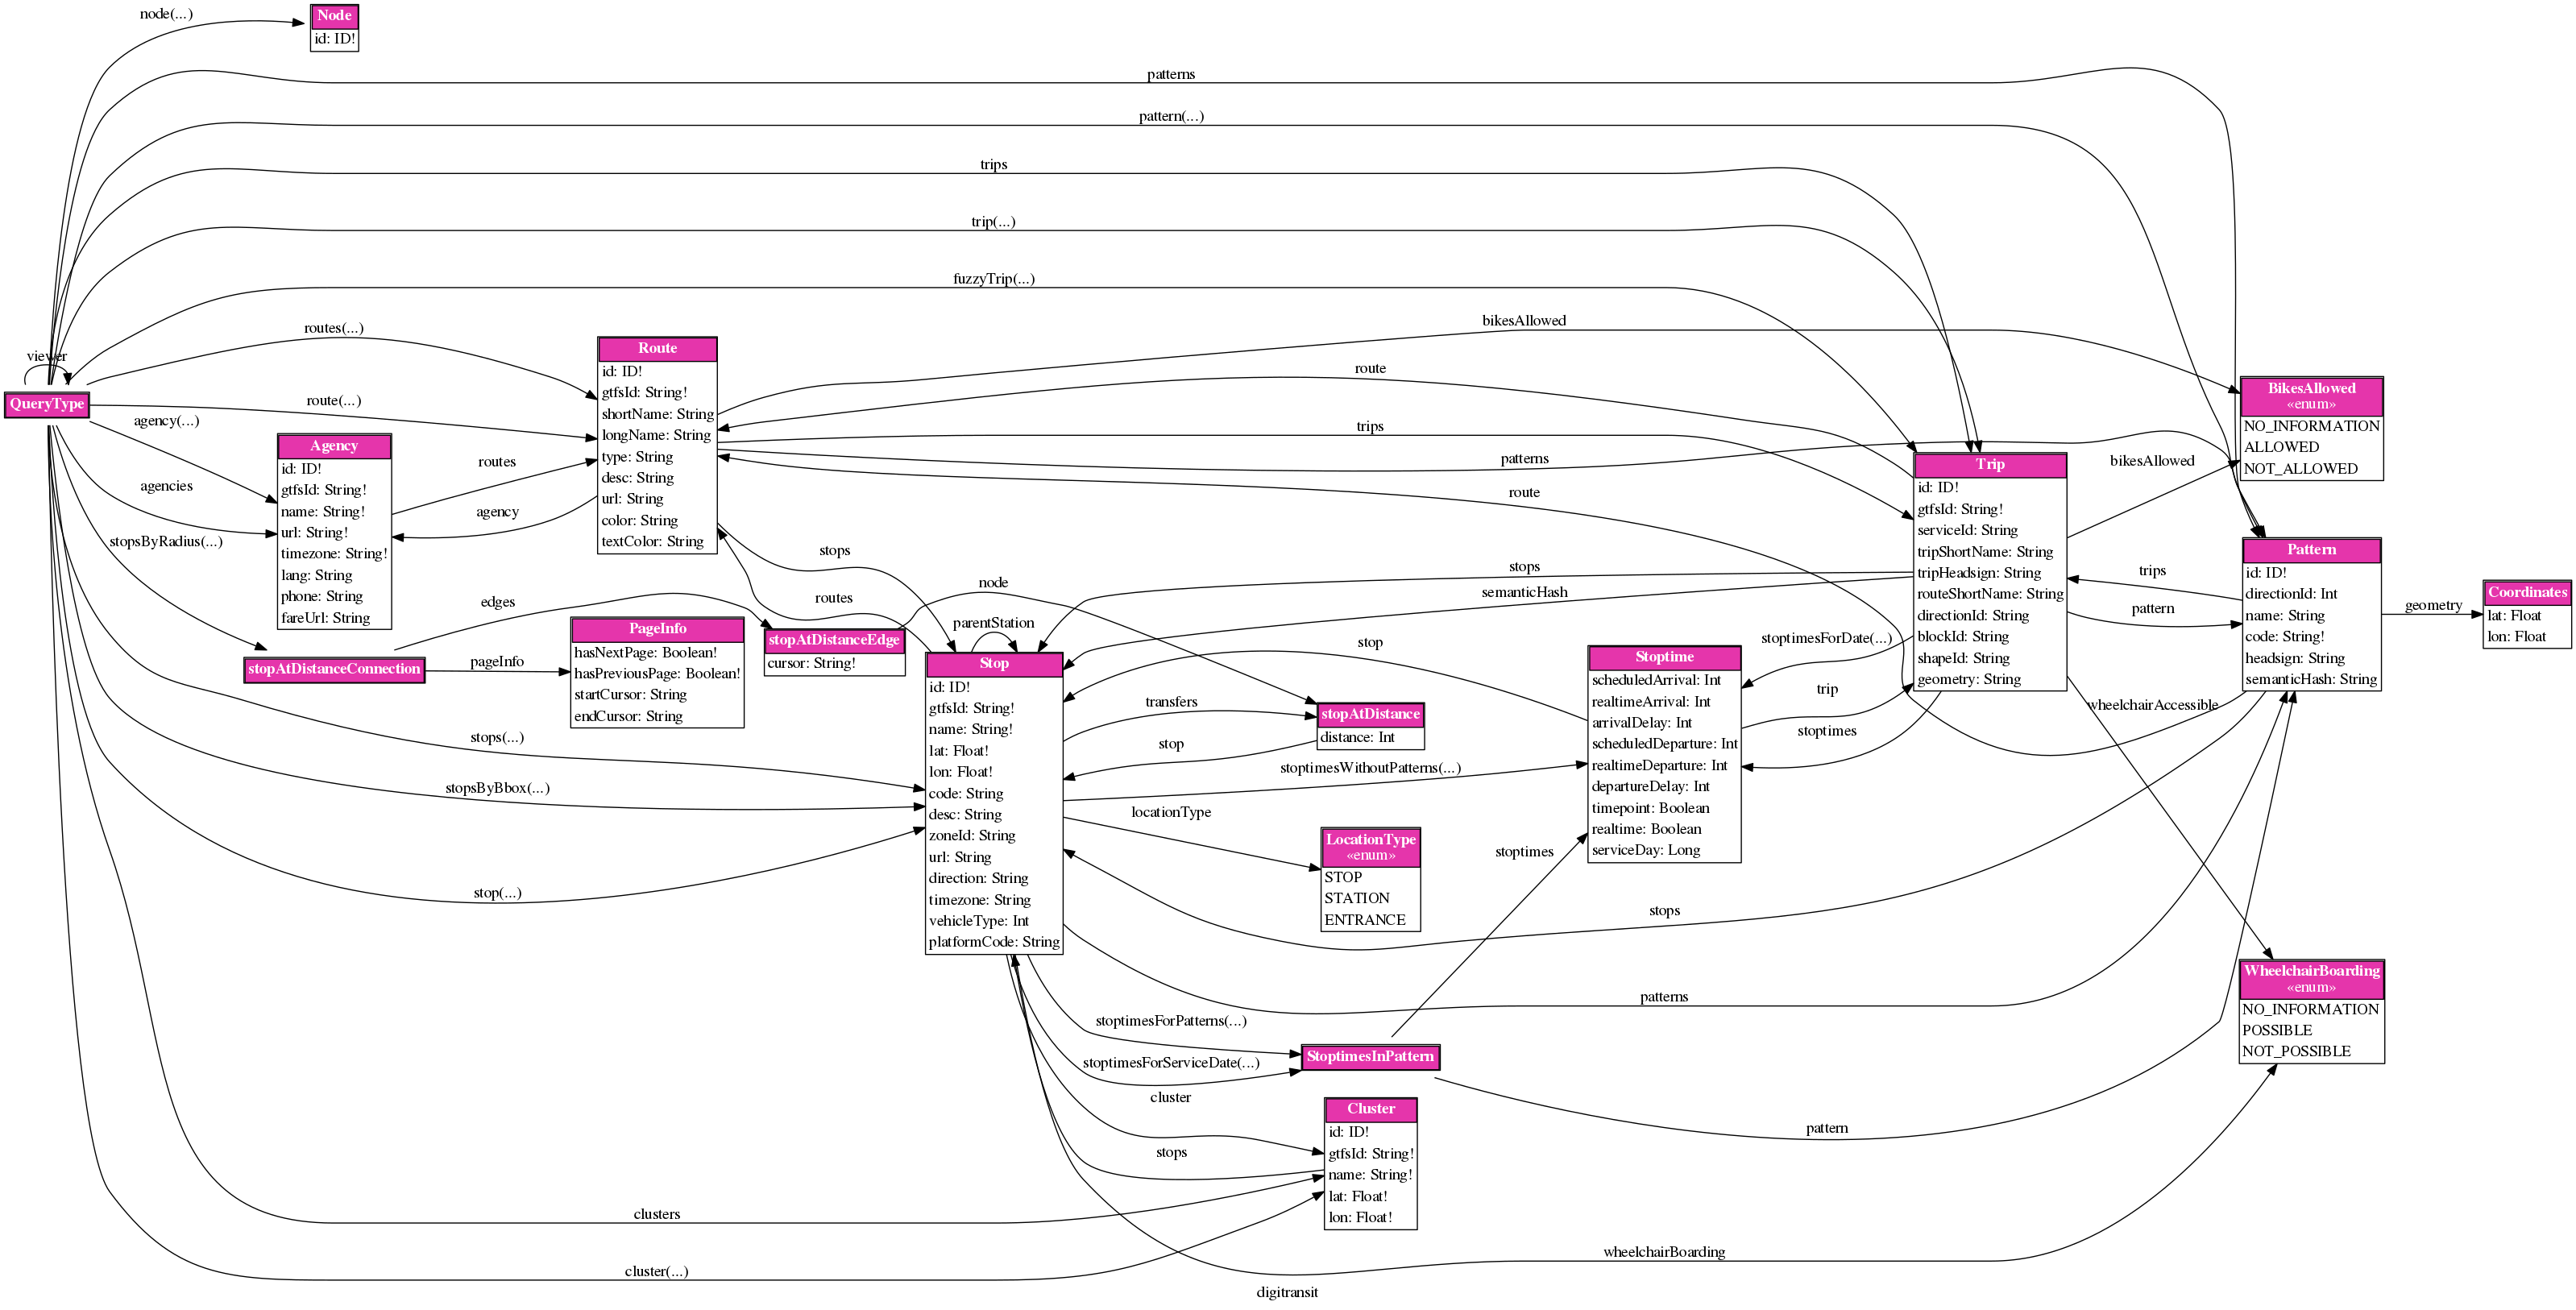 node(...)
Node
id: ID!
patterns
pattern(...)
trips
trip(...)
fuzzyTrip(...)
routes(...)
viewer
QueryType
route(...)
agency(...)
agencies
stopsByRadius(...)
Agency
id: ID!
gtfsId: String!
name: String!
url: String!
timezone: String!
lang: String
phone: String
fareUrl: String
routes
agency
Route
id: ID!
gtfsId: String!
shortName: String
longName: String
type: String
desc: String
url: String
color: String
textColor: String
bikesAllowed
route
trips
patterns
route
stops
routes
edges
stopAtDistanceConnection
pageInfo
PageInfo
hasNextPage: Boolean!
hasPreviousPage: Boolean!
startCursor: String
endCursor: String
stopAtDistanceEdge
cursor: String!
node
parentStation
Stop
id: ID!
gtfsId: String!
name: String!
lat: Float!
lon: Float!
code: String
desc: String
zoneId: String
url: String
direction: String
timezone: String
vehicleType: Int
platformCode: String
stops
semanticHash
stop
transfers
stop
stopAtDistance
distance: Int
stoptimesWithoutPatterns(...)
locationType
LocationType
«enum»
STOP
STATION
ENTRANCE
Stoptime
scheduledArrival: Int
realtimeArrival: Int
arrivalDelay: Int
scheduledDeparture: Int
realtimeDeparture: Int
departureDelay: Int
timepoint: Boolean
realtime: Boolean
serviceDay: Long
stoptimesForDate(...)
trip
stoptimes
stoptimes
Trip
id: ID!
gtfsId: String!
serviceId: String
tripShortName: String
tripHeadsign: String
routeShortName: String
directionId: String
blockId: String
shapeId: String
geometry: String
bikesAllowed
BikesAllowed
«enum»
NO_INFORMATION
ALLOWED
NOT_ALLOWED
trips
pattern
Pattern
id: ID!
directionId: Int
name: String
code: String!
headsign: String
semanticHash: String
geometry
Coordinates
lat: Float
lon: Float
wheelchairAccessible
stops(...)
stopsByBbox(...)
stop(...)
stops
patterns
WheelchairBoarding
«enum»
NO_INFORMATION
POSSIBLE
NOT_POSSIBLE
stoptimesForPatterns(...)
stoptimesForServiceDate(...)
StoptimesInPattern
cluster
pattern
Cluster
id: ID!
gtfsId: String!
name: String!
lat: Float!
lon: Float!
stops
clusters
cluster(...)
wheelchairBoarding
digitransit